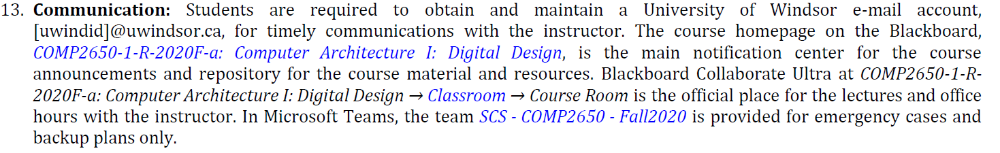 13. Communication: Students are required to obtain and maintain a University of Windsor e-mail account,
[uwindid]@uwindsor.ca, for timely communications with the instructor. The course homepage on the Blackboard,
COMP2650-1-R-2020F-a: Computer Architecture I: Digital Design, is the main notification center for the course
announcements and repository for the course material and resources. Blackboard Collaborate Ultra at COMP2650-1-R-
2020F-a: Computer Architecture I: Digital Design → Classroom → Course Room is the official place for the lectures and office
hours with the instructor. In Microsoft Teams, the team SCS - COMP2650 - Fall2020 is provided for emergency cases and
backup plans only.